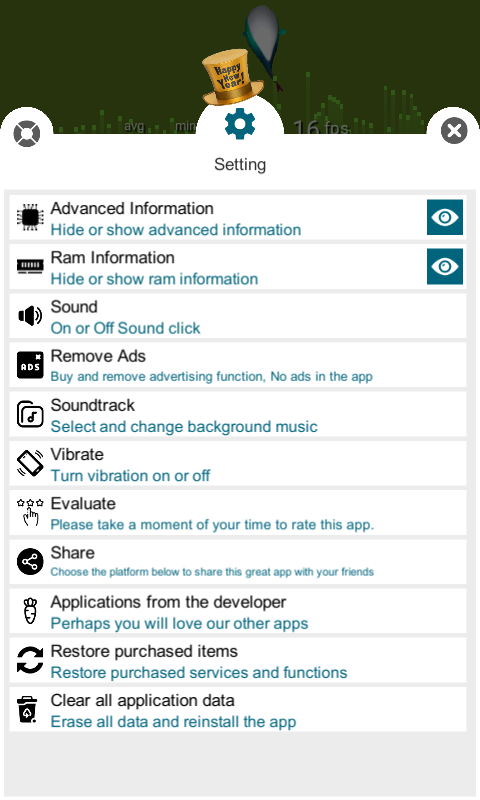 Happy
New
Year!
avg
min
16 fps
Setting
Advanced Information
Hide or show advanced information
Ram Information
Hide or show ram information
Sound
On or Off Sound click
ADS
Remove Ads
Buy and remove advertising function, No ads in the app
Soundtrack
Select and change background music
Vibrate
Turn vibration on or off
Evaluate
Please take a moment of your time to rate this app.
Share
Choose the platform below to share this great app with your friends
Applications from the developer
Perhaps you will love our other apps
Restore purchased items
Restore purchased services and functions
Clear all application data
Erase all data and reinstall the app